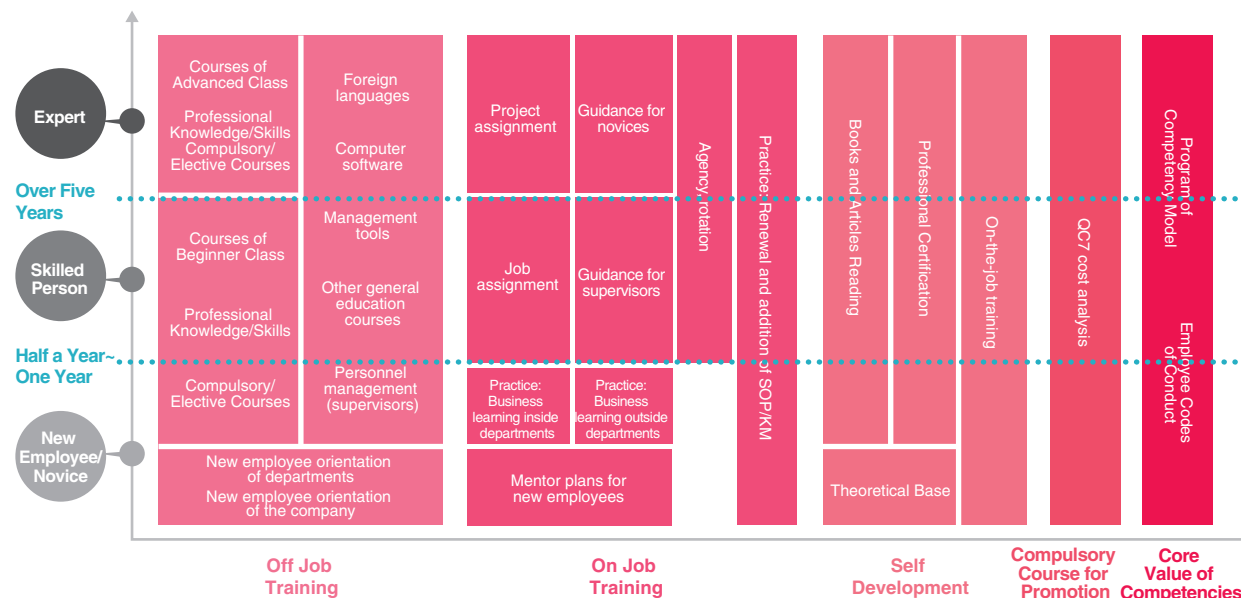 Expert
Over Five
Years
Skilled
Person
Half a Year~
One Year
New
Employee/
Novice
Courses of
Advanced Class
Professional
Knowledge/Skills
Compulsory/
Elective Courses
Courses of
Beginner Class
Professional
Knowledge/Skills
Compulsory/
Elective Courses
Foreign
languages
Computer
software
Management
tools
Other general
education
courses
Personnel
management
(supervisors)
New employee orientation
of departments
New employee orientation
of the company
Project
assignment
Guidance for
novices
Job
assignment
Guidance for
supervisors
Practice:
Business
learning inside
departments
Practice:
Business
learning outside
departments
Mentor plans for
new employees
Agency,rotation
Practice: Renewal and addition of SOP/KM
Books and Articles Reading
Professional Certification
Theoretical Base
On-the-job training
QC7 cost analysis
Program of
Competency Model
Employee Codes
of Conduct
Off Job
Training
On Job
Training
Self
Development
Compulsory
Course for
Promotion
Core
Value of
Competencies